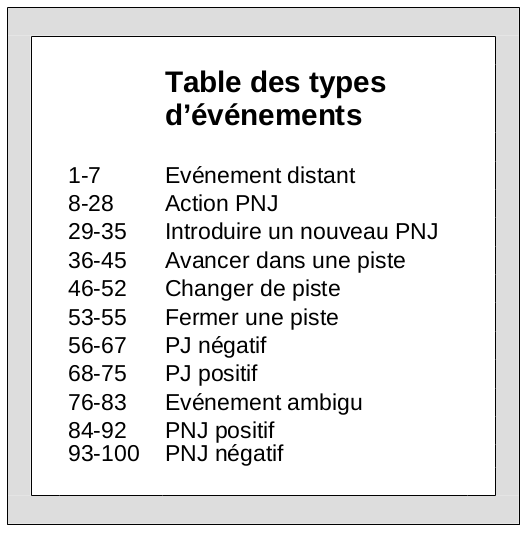 Table des types
d’événements
1-7 Evénement distant
8-28 Action PNJ
29-35 Introduire un nouveau PNJ
36-45 Avancer dans une piste
46-52 Changer de piste
53-55 Fermer une piste
56-67 PJ négatif
68-75 PJ positif
76-83 Evénement ambigu
84-92 PNJ positif
93-100 PNJ négatif